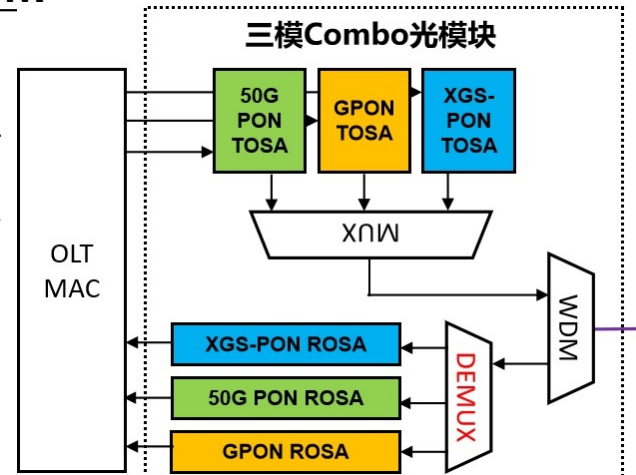 三模Combo光模块
50G
PON
TOSA
GPON
TOSA
XGS-
PON
TOSA
MUX
OLT
MAC
WDM
XGS-PON ROSA
50G PON ROSA
GPON ROSA
DEMUX